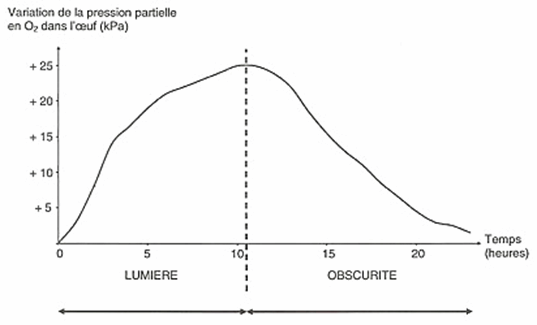 Variation de la pression partielle
en O₂ dans l'œuf (kPa)
+ 25
+ 20
+ 15
+ 10
+ 5
0
5
10
15
20
Temps
(heures)
LUMIERE
OBSCURITE